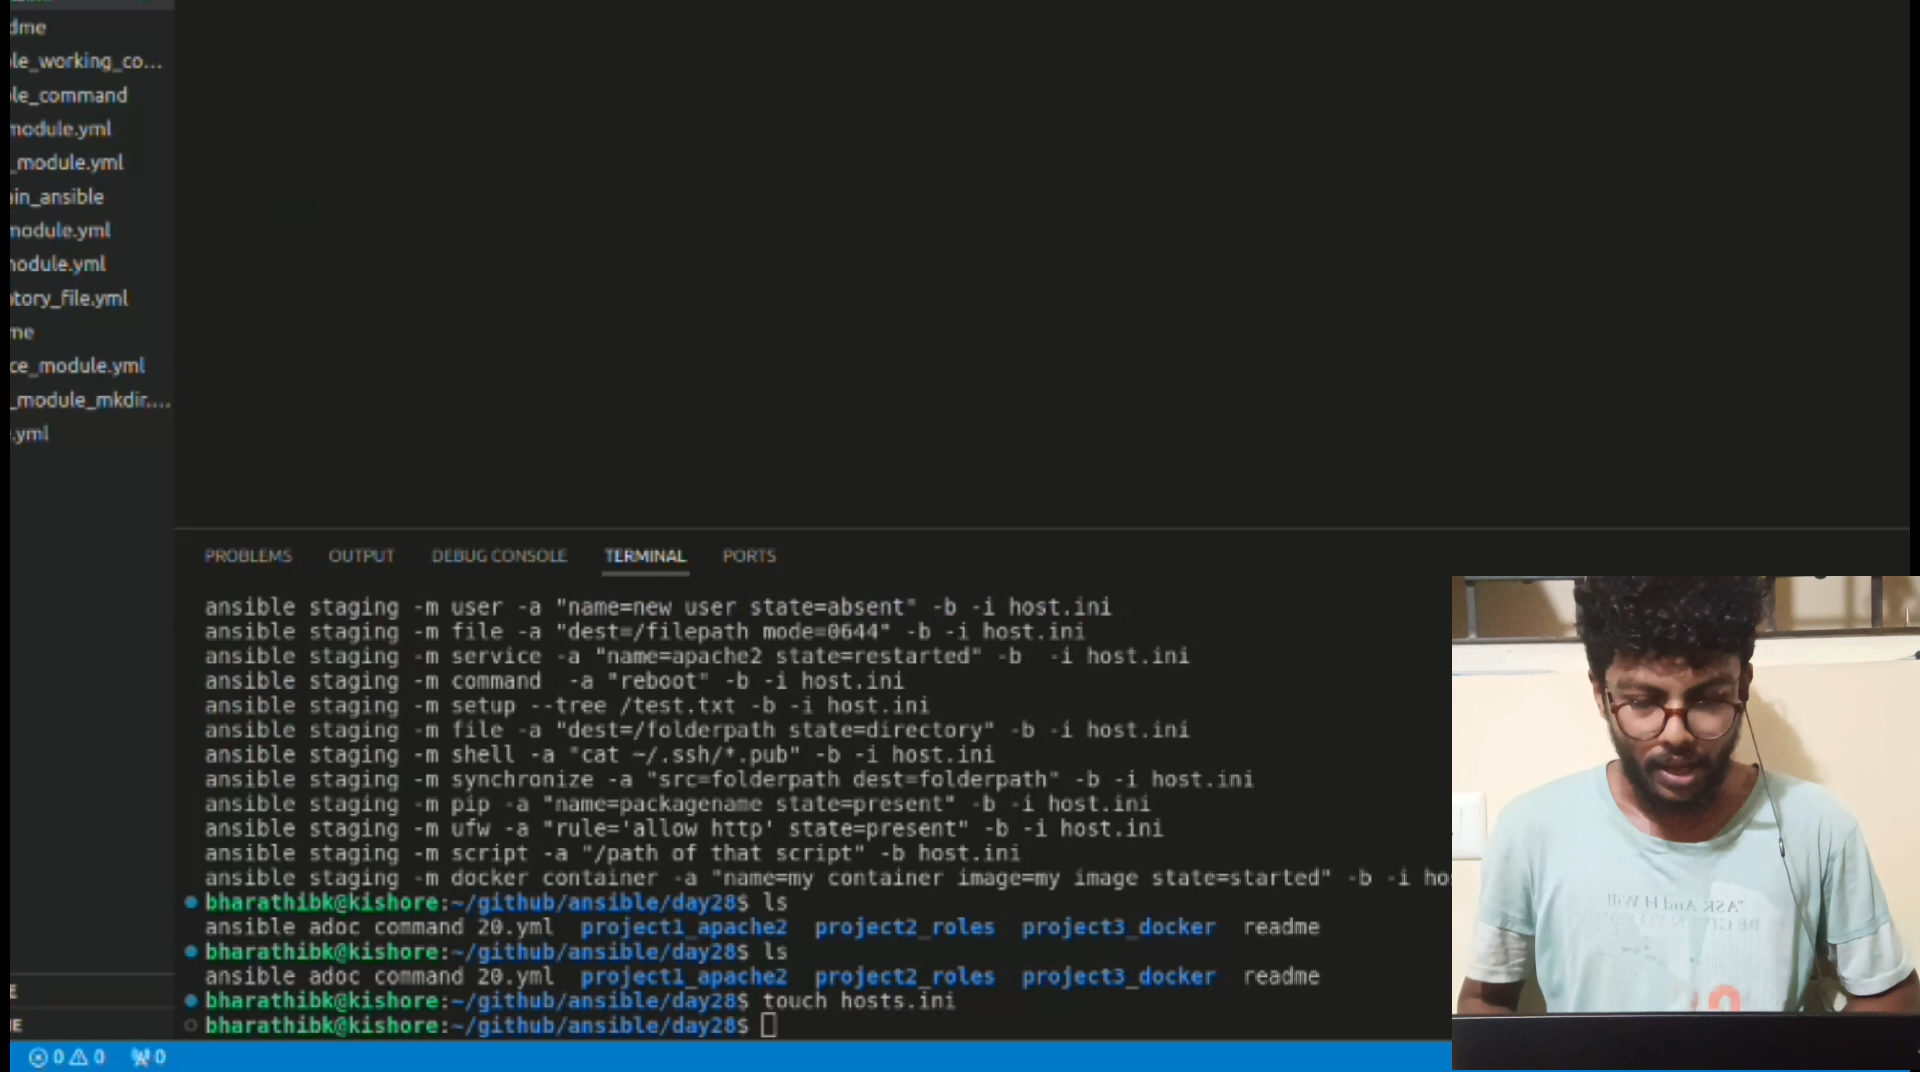 dme
le_working_co...
le_command
module.yml
_module.yml
in_ansible
module.yml
module.yml
tory_file.yml
me
ce_module.yml
_module_mkdir....
.yml
PROBLEMS OUTPUT DEBUG CONSOLE TERMINAL PORTS
ansible staging -m user -a "name=new user state=absent" -b -i host.ini
ansible staging -m file -a "dest=/filepath mode=0644" -b -i host.ini
ansible staging -m service -a "name=apache2 state=restarted" -b  -i host.ini
ansible staging -m command  -a "reboot" -b -i host.ini
ansible staging -m setup --tree /test.txt -b -i host.ini
ansible staging -m file -a "dest=/folderpath state=directory" -b -i host.ini
ansible staging -m shell -a "cat ~/.ssh/*.pub" -b -i host.ini
ansible staging -m synchronize -a "src=folderpath dest=folderpath" -b -i host.ini
ansible staging -m pip -a "name=packagename state=present" -b -i host.ini
ansible staging -m ufw -a "rule='allow http' state=present" -b -i host.ini
ansible staging -m script -a "/path of that script" -b host.ini
ansible staging -m docker container -a "name=my container image=my image state=started" -b -i hos
bharathibk@kishore:~/github/ansible/day28$ ls
ansible adoc command 20.yml  project1_apache2  project2_roles  project3_docker  readme
bharathibk@kishore:~/github/ansible/day28$ ls
ansible adoc command 20.yml  project1_apache2  project2_roles  project3_docker  readme
bharathibk@kishore:~/github/ansible/day28$ touch hosts.ini
bharathibk@kishore:~/github/ansible/day28$
E
E
0 0 0